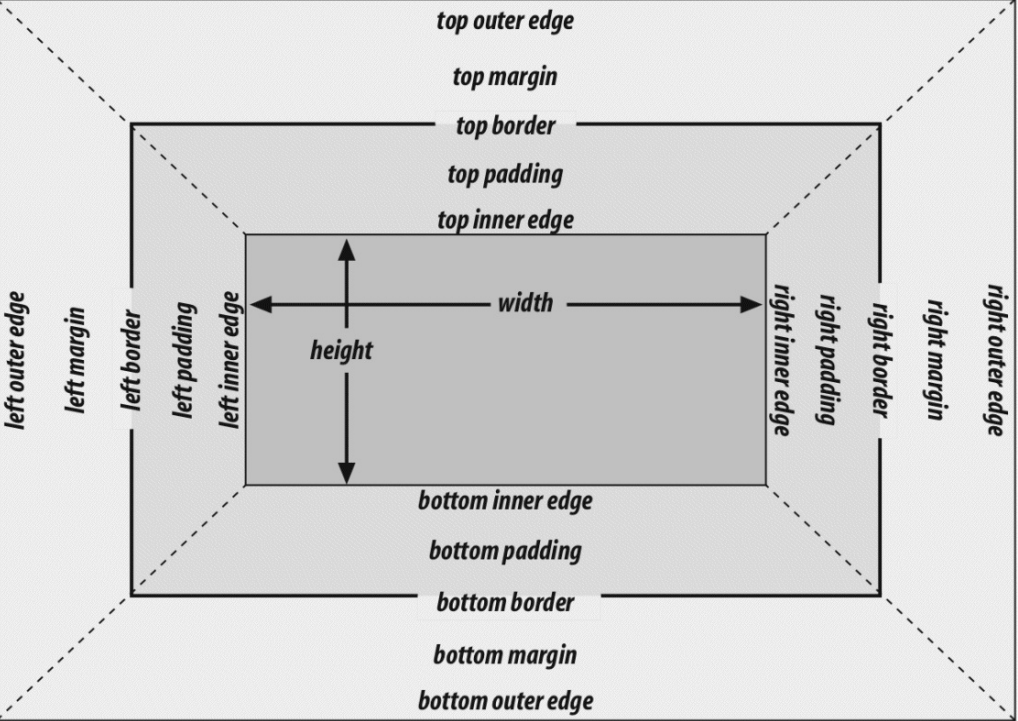 top outer edge
top margin
top border
top padding
top inner edge
left outer edge
left margin
left border
left padding
left inner edge
width
height
right inner edge
right padding
right border
right margin
right outer edge
bottom inner edge
bottom padding
bottom border
bottom margin
bottom outer edge